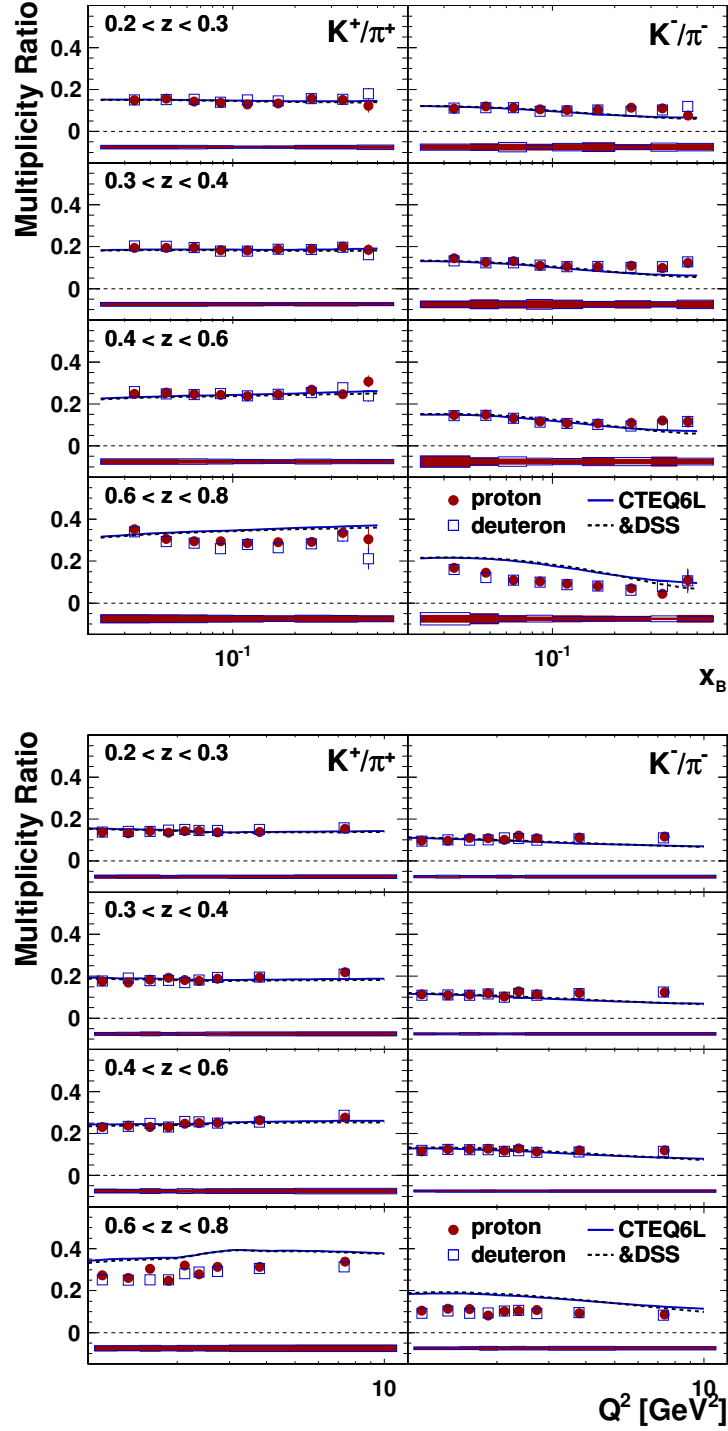 0.2 < z < 0.3 K⁺/π⁺ K⁻/π⁻
Multiplicity Ratio
0.4
0.2
0
0.3 < z < 0.4
0.4
0.2
0
0.4 < z < 0.6
0.4
0.2
0
0.6 < z < 0.8
proton CTEQ6L
deuteron &DSS
0.4
0.2
0
10⁻¹ 10⁻¹
x_B
0.2 < z < 0.3 K⁺/π⁺ K⁻/π⁻
Multiplicity Ratio
0.4
0.2
0
0.3 < z < 0.4
0.4
0.2
0
0.4 < z < 0.6
0.4
0.2
0
0.6 < z < 0.8
proton CTEQ6L
deuteron &DSS
0.4
0.2
0
10 10
Q² [GeV²]